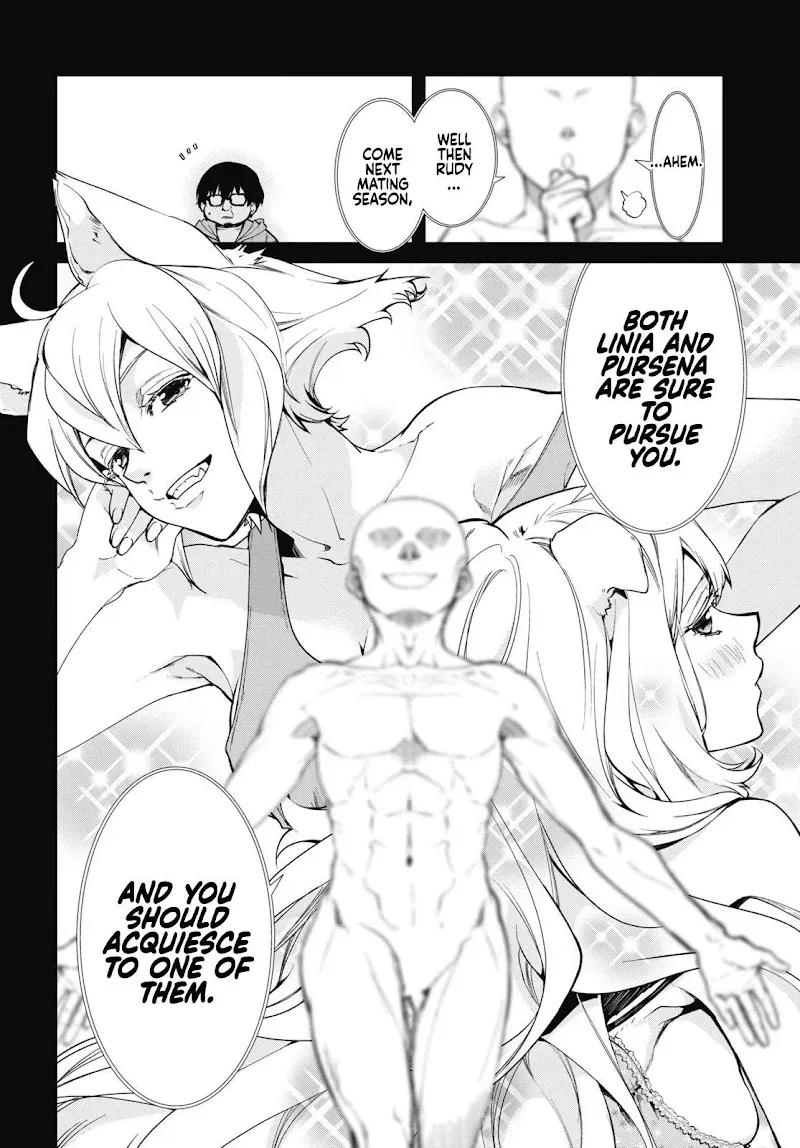 ...AHEM.
WELL
THEN
RUDY
...
COME
NEXT
MATING
SEASON,
BOTH
LINIA AND
PURSENA
ARE SURE
TO
PURSUE
YOU.
AND YOU
SHOULD
ACQUIESCE
TO ONE OF
THEM.